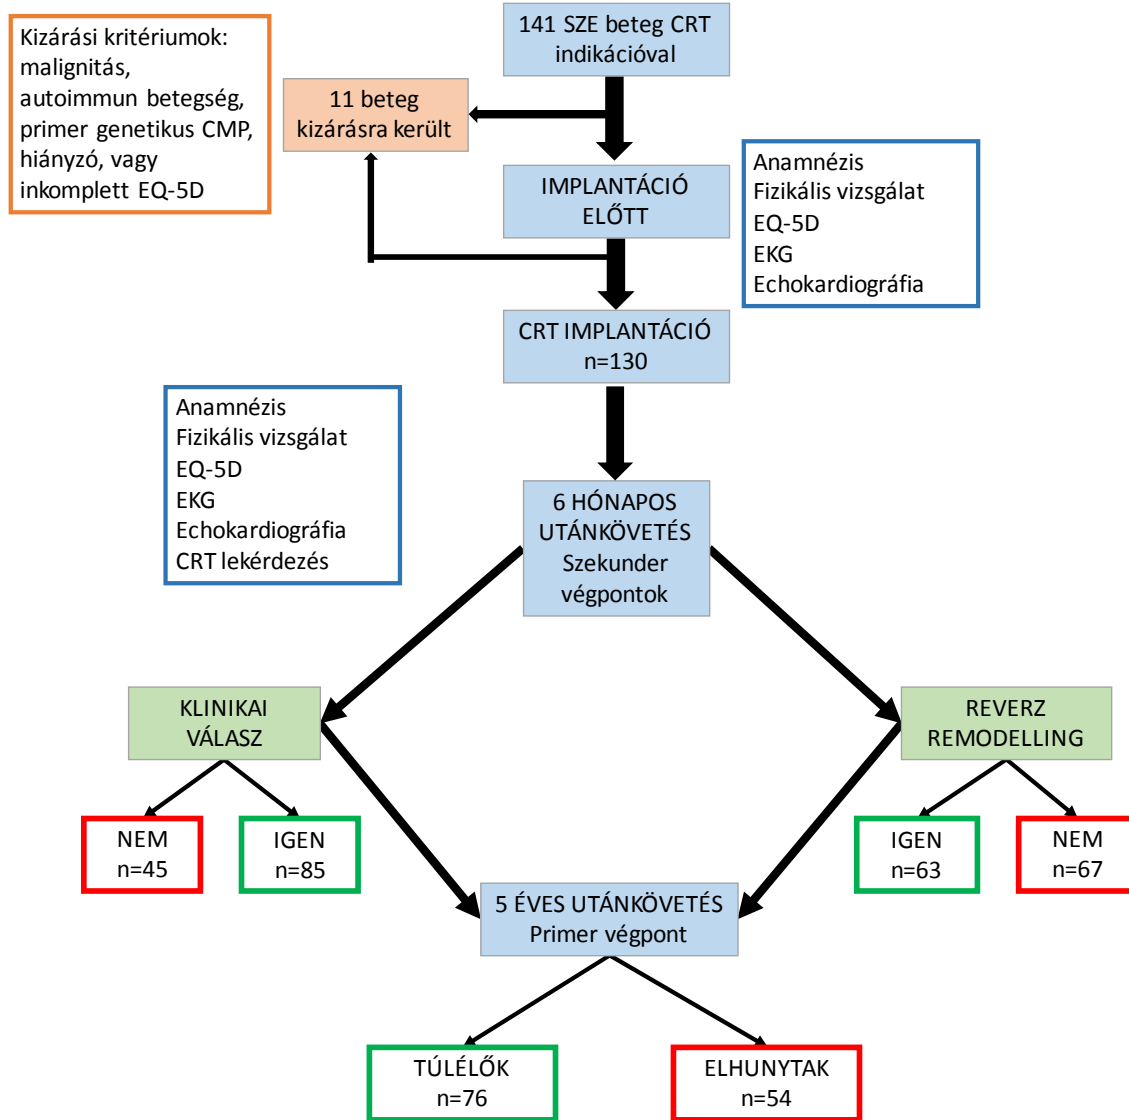 141 SZE beteg CRT
indikációval
Kizárási kritériumok:
malignitás,
autoimmun betegség,
primer genetikus CMP,
hiányzó, vagy
inkomplett EQ-5D
11 beteg
kizárásra került
IMPLANTÁCIÓ
ELŐTT
Anamnézis
Fizikális vizsgálat
EQ-5D
EKG
Echokardiográfia
CRT IMPLANTÁCIÓ
n=130
Anamnézis
Fizikális vizsgálat
EQ-5D
EKG
Echokardiográfia
CRT lekérdezés
6 HÓNAPOS
UTÁNKÖVETÉS
Szekunder
végpontok
KLINIKAI
VÁLASZ
REVERZ
REMODELLING
NEM
n=45
IGEN
n=85
IGEN
n=63
NEM
n=67
5 ÉVES UTÁNKÖVETÉS
Primer végpont
TÚLÉLŐK
n=76
ELHUNYTAK
n=54